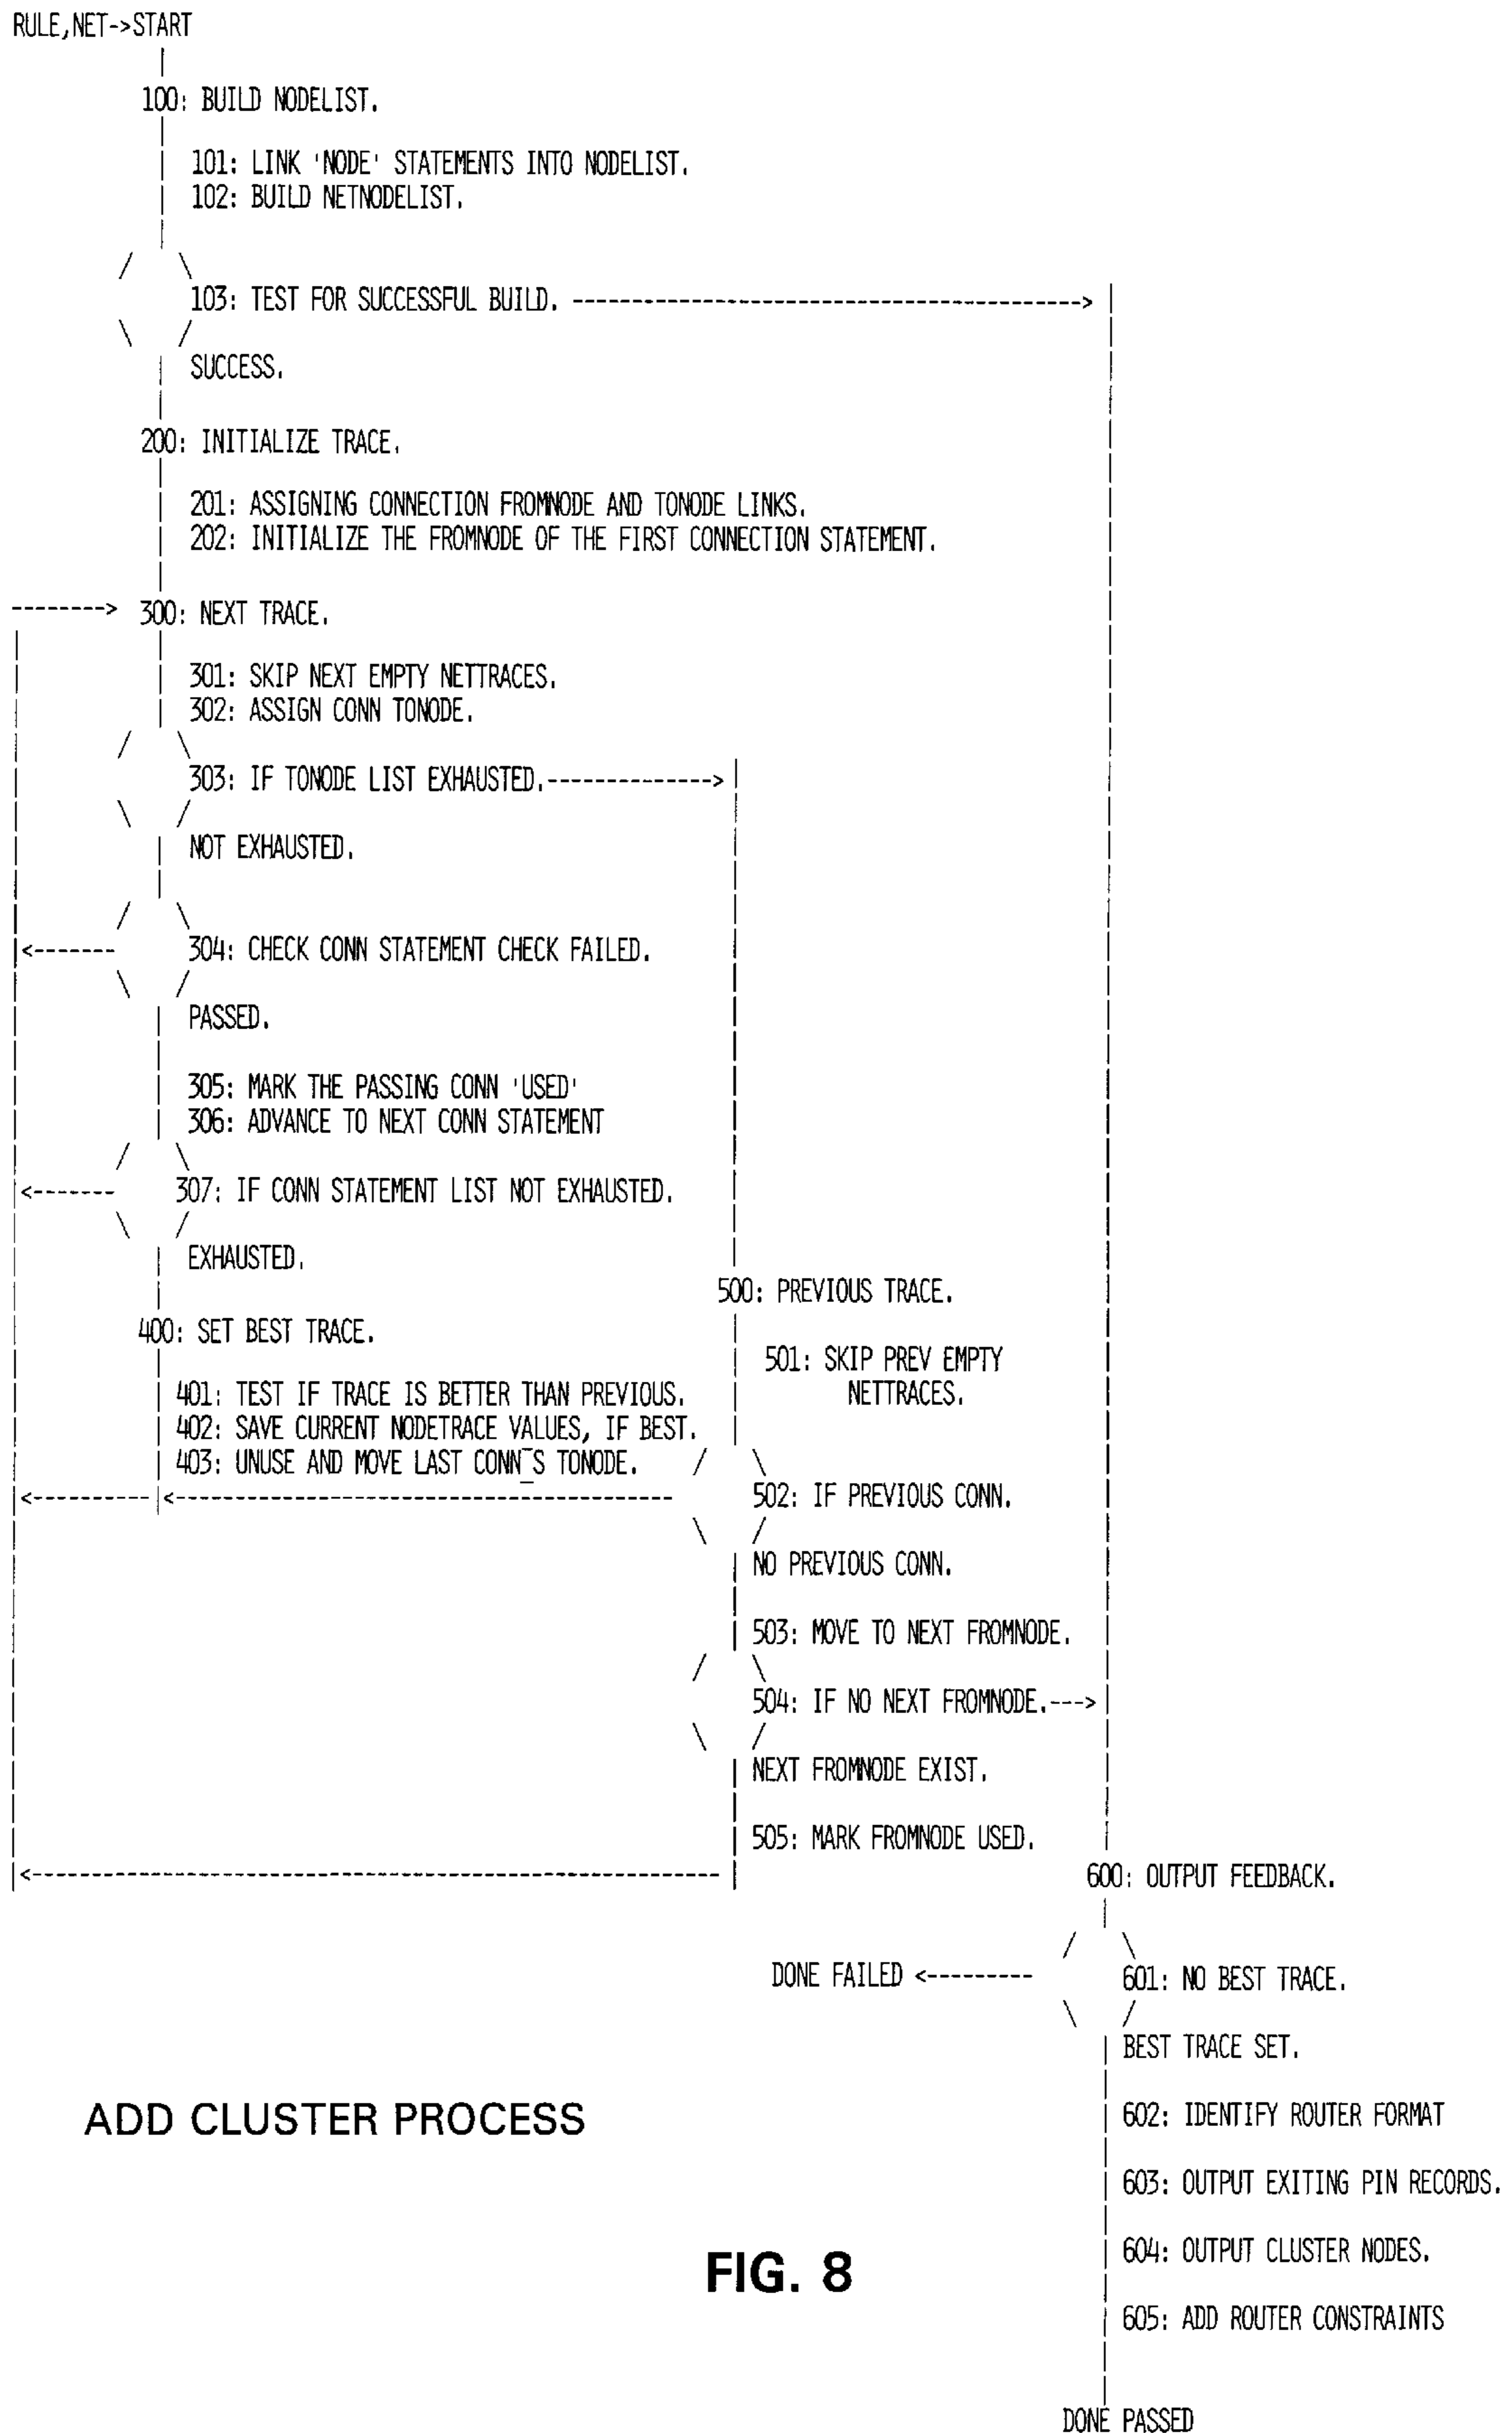 RULE,NET->START
100: BUILD NODELIST.
101: LINK 'NODE' STATEMENTS INTO NODELIST.
102: BUILD NETNODELIST.
103: TEST FOR SUCCESSFUL BUILD.
SUCCESS.
200: INITIALIZE TRACE.
201: ASSIGNING CONNECTION FROMNODE AND TONODE LINKS.
202: INITIALIZE THE FROMNODE OF THE FIRST CONNECTION STATEMENT.
300: NEXT TRACE.
301: SKIP NEXT EMPTY NETTRACES.
302: ASSIGN CONN TONODE.
303: IF TONODE LIST EXHAUSTED.
NOT EXHAUSTED.
304: CHECK CONN STATEMENT CHECK FAILED.
PASSED.
305: MARK THE PASSING CONN 'USED'
306: ADVANCE TO NEXT CONN STATEMENT
307: IF CONN STATEMENT LIST NOT EXHAUSTED.
EXHAUSTED.
400: SET BEST TRACE.
401: TEST IF TRACE IS BETTER THAN PREVIOUS.
402: SAVE CURRENT NODETRACE VALUES, IF BEST.
403: UNUSE AND MOVE LAST CONN_S TONODE.
500: PREVIOUS TRACE.
501: SKIP PREV EMPTY
NETTRACES.
502: IF PREVIOUS CONN.
NO PREVIOUS CONN.
503: MOVE TO NEXT FROMNODE.
504: IF NO NEXT FROMNODE.
NEXT FROMNODE EXIST.
505: MARK FROMNODE USED.
600: OUTPUT FEEDBACK.
DONE FAILED
601: NO BEST TRACE.
BEST TRACE SET.
602: IDENTIFY ROUTER FORMAT
603: OUTPUT EXITING PIN RECORDS.
604: OUTPUT CLUSTER NODES.
605: ADD ROUTER CONSTRAINTS
DONE PASSED
ADD CLUSTER PROCESS
FIG. 8